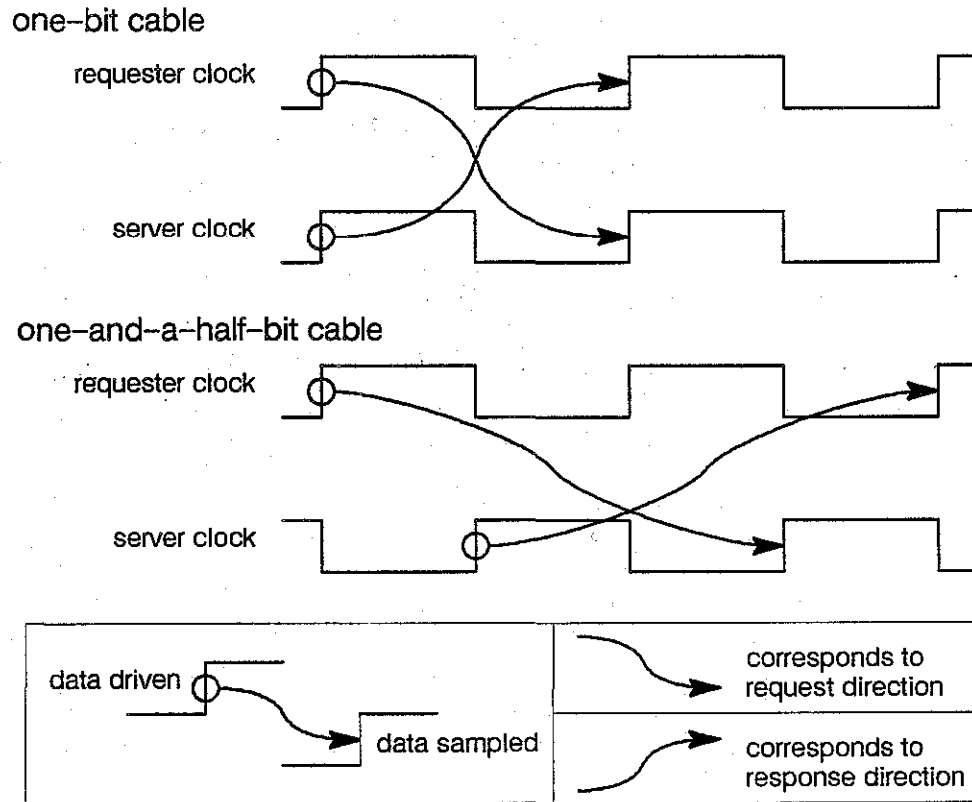 one–bit cable
requester clock
server clock
one–and–a–half–bit cable
requester clock
server clock
data driven
data sampled
corresponds to
request direction
corresponds to
response direction